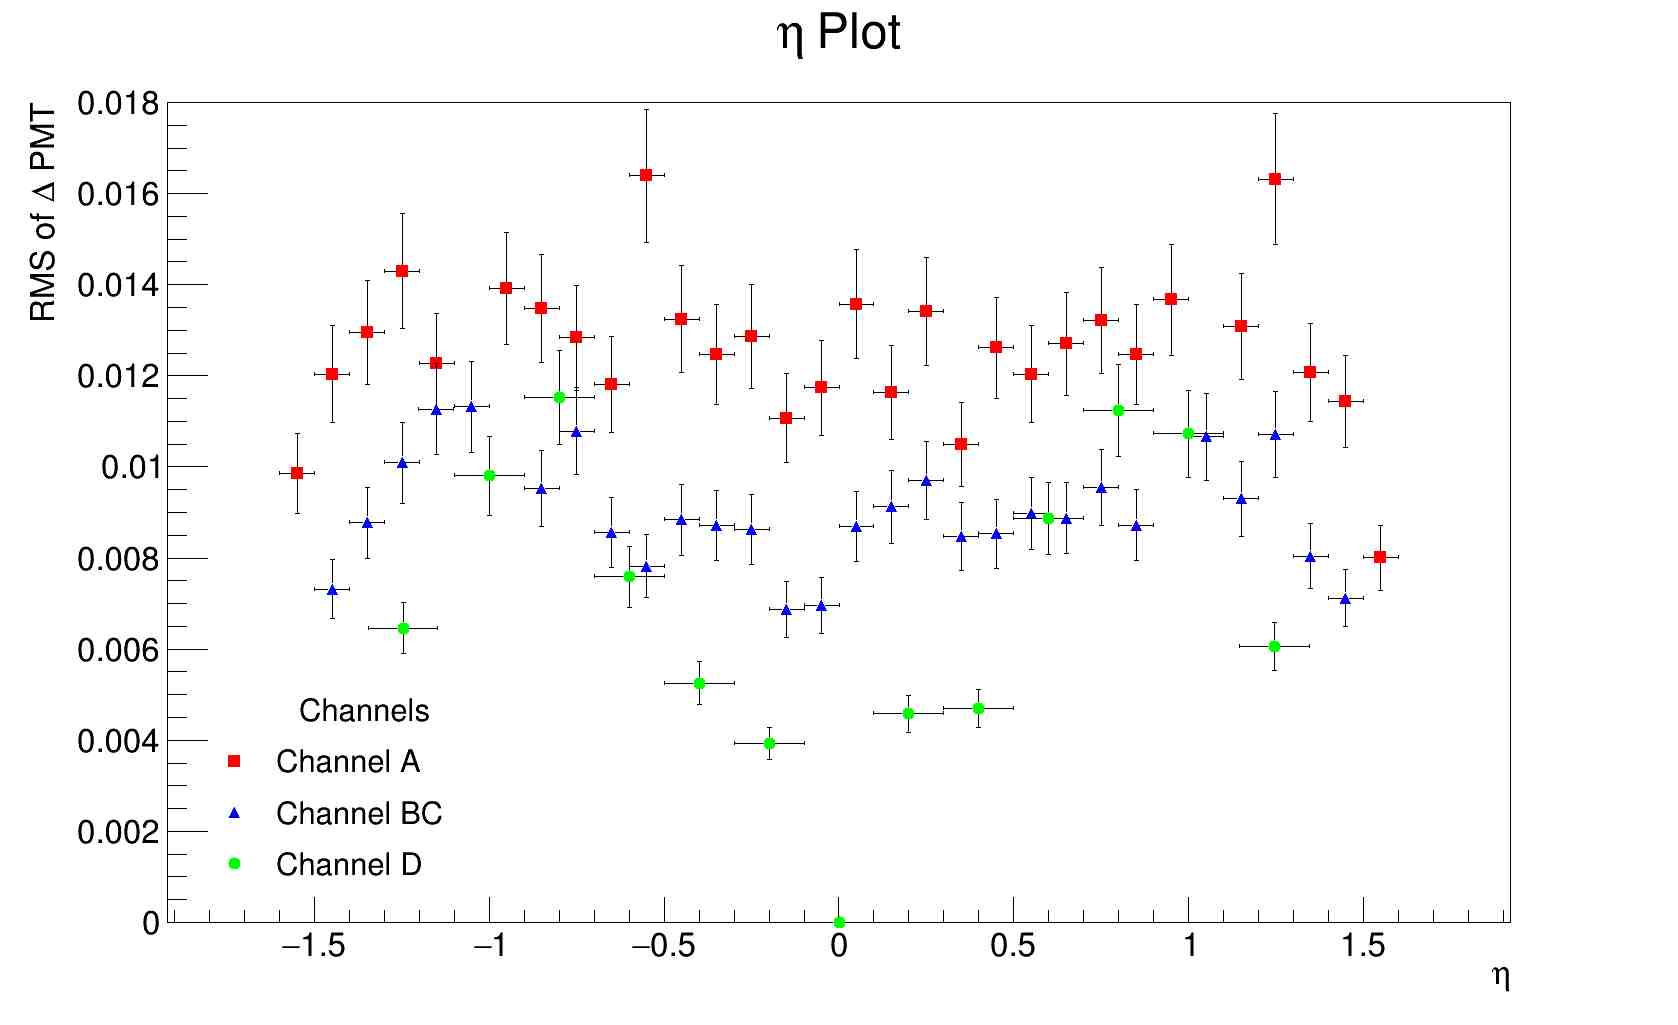 η Plot
RMS of Δ PMT
0.018
0.016
0.014
0.012
0.01
0.008
0.006
0.004
0.002
0
Channels
Channel A
Channel BC
Channel D
−1.5 −1 −0.5 0 0.5 1 1.5
η